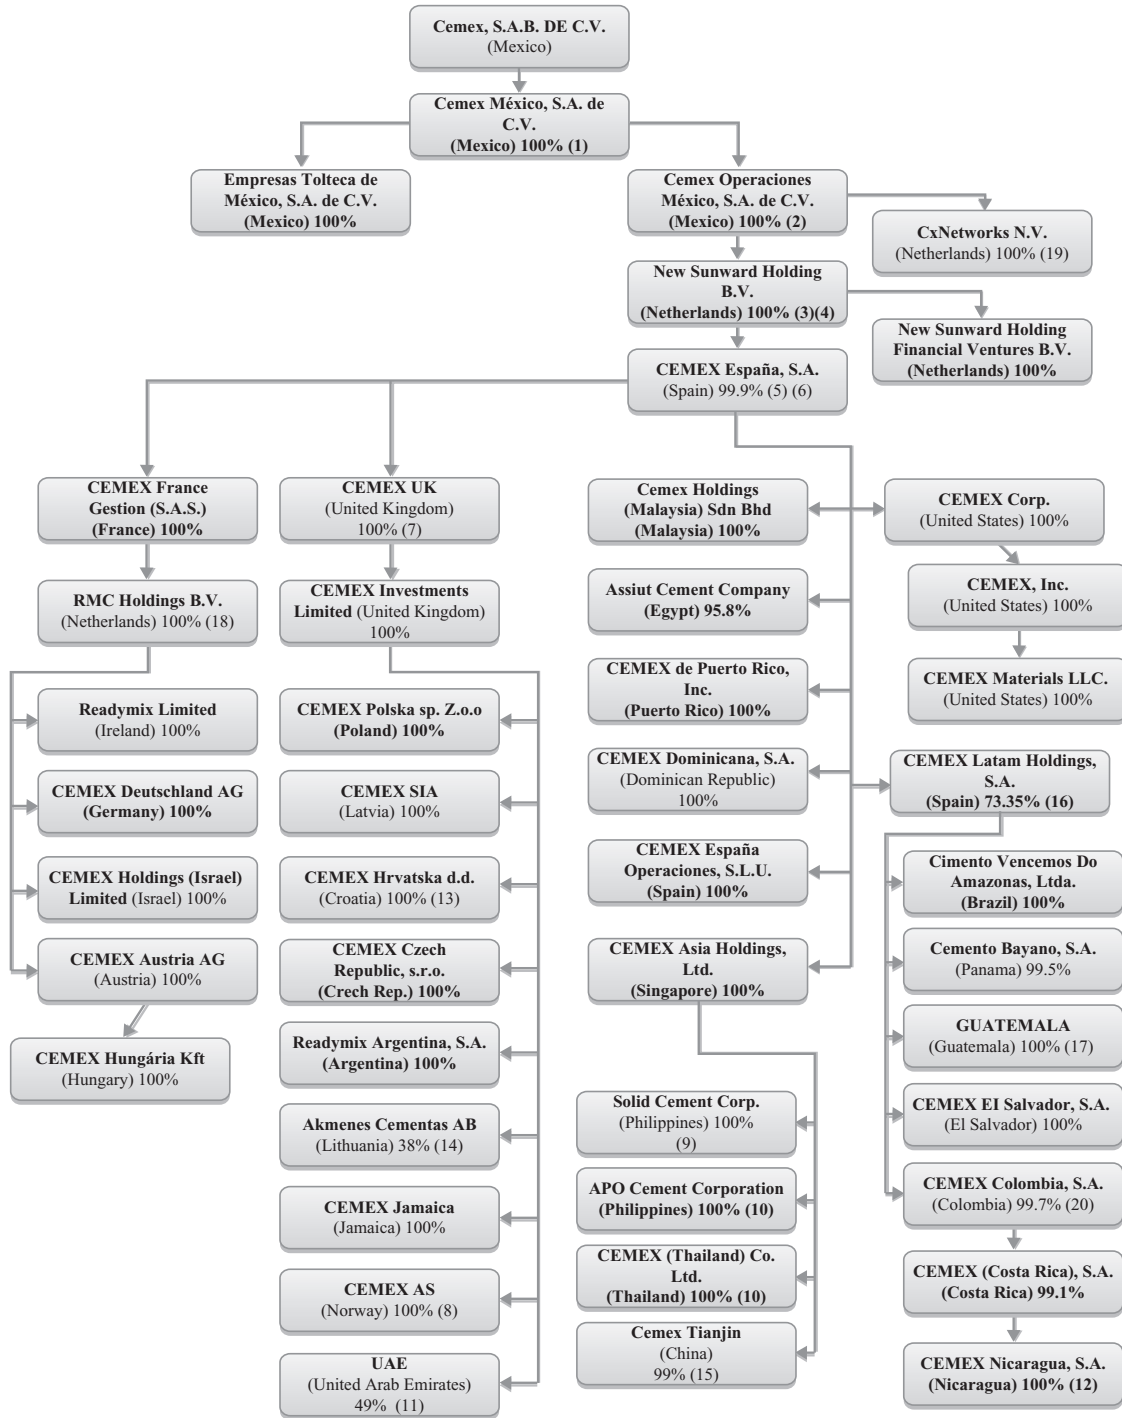 Cemex, S.A.B. DE C.V.
(Mexico)
Cemex México, S.A. de
C.V.
(Mexico) 100% (1)
Empresas Tolteca de
México, S.A. de C.V.
(Mexico) 100%
Cemex Operaciones
México, S.A. de C.V.
(Mexico) 100% (2)
CxNetworks N.V.
(Netherlands) 100% (19)
New Sunward Holding
B.V.
(Netherlands) 100% (3)(4)
New Sunward Holding
Financial Ventures B.V.
(Netherlands) 100%
CEMEX España, S.A.
(Spain) 99.9% (5) (6)
CEMEX France
Gestion (S.A.S.)
(France) 100%
RMC Holdings B.V.
(Netherlands) 100% (18)
Readymix Limited
(Ireland) 100%
CEMEX Deutschland AG
(Germany) 100%
CEMEX Holdings (Israel)
Limited (Israel) 100%
CEMEX Austria AG
(Austria) 100%
CEMEX Hungária Kft
(Hungary) 100%
CEMEX UK
(United Kingdom)
100% (7)
CEMEX Investments
Limited (United Kingdom)
100%
CEMEX Polska sp. Z.o.o
(Poland) 100%
CEMEX SIA
(Latvia) 100%
CEMEX Hrvatska d.d.
(Croatia) 100% (13)
CEMEX Czech
Republic, s.r.o.
(Crech Rep.) 100%
Readymix Argentina, S.A.
(Argentina) 100%
Akmenes Cementas AB
(Lithuania) 38% (14)
CEMEX Jamaica
(Jamaica) 100%
CEMEX AS
(Norway) 100% (8)
UAE
(United Arab Emirates)
49% (11)
Cemex Holdings
(Malaysia) Sdn Bhd
(Malaysia) 100%
Assiut Cement Company
(Egypt) 95.8%
CEMEX de Puerto Rico,
Inc.
(Puerto Rico) 100%
CEMEX Dominicana, S.A.
(Dominican Republic)
100%
CEMEX España
Operaciones, S.L.U.
(Spain) 100%
CEMEX Asia Holdings,
Ltd.
(Singapore) 100%
Solid Cement Corp.
(Philippines) 100%
(9)
APO Cement Corporation
(Philippines) 100% (10)
CEMEX (Thailand) Co.
Ltd.
(Thailand) 100% (10)
Cemex Tianjin
(China)
99% (15)
CEMEX Corp.
(United States) 100%
CEMEX, Inc.
(United States) 100%
CEMEX Materials LLC.
(United States) 100%
CEMEX Latam Holdings,
S.A.
(Spain) 73.35% (16)
Cimento Vencemos Do
Amazonas, Ltda.
(Brazil) 100%
Cemento Bayano, S.A.
(Panama) 99.5%
GUATEMALA
(Guatemala) 100% (17)
CEMEX EI Salvador, S.A.
(El Salvador) 100%
CEMEX Colombia, S.A.
(Colombia) 99.7% (20)
CEMEX (Costa Rica), S.A.
(Costa Rica) 99.1%
CEMEX Nicaragua, S.A.
(Nicaragua) 100% (12)